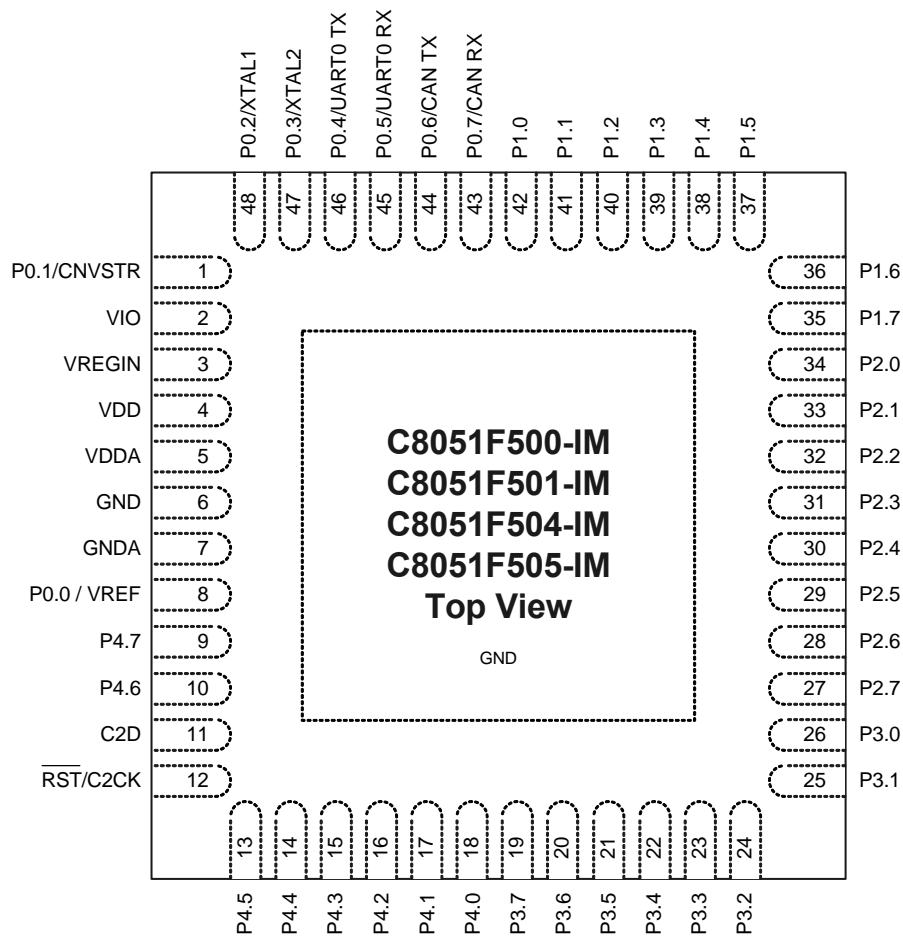 P0.2/XTAL1
P0.3/XTAL2
P0.4/UART0 TX
P0.5/UART0 RX
P0.6/CAN TX
P0.7/CAN RX
P1.0
P1.1
P1.2
P1.3
P1.4
P1.5
48
47
46
45
44
43
42
41
40
39
38
37
P0.1/CNVSTR 1
VIO 2
VREGIN 3
VDD 4
VDDA 5
GND 6
GNDA 7
P0.0 / VREF 8
P4.7 9
P4.6 10
C2D 11
RST/C2CK 12
C8051F500-IM
C8051F501-IM
C8051F504-IM
C8051F505-IM
Top View
GND
36 P1.6
35 P1.7
34 P2.0
33 P2.1
32 P2.2
31 P2.3
30 P2.4
29 P2.5
28 P2.6
27 P2.7
26 P3.0
25 P3.1
13
14
15
16
17
18
19
20
21
22
23
24
P4.5
P4.4
P4.3
P4.2
P4.1
P4.0
P3.7
P3.6
P3.5
P3.4
P3.3
P3.2